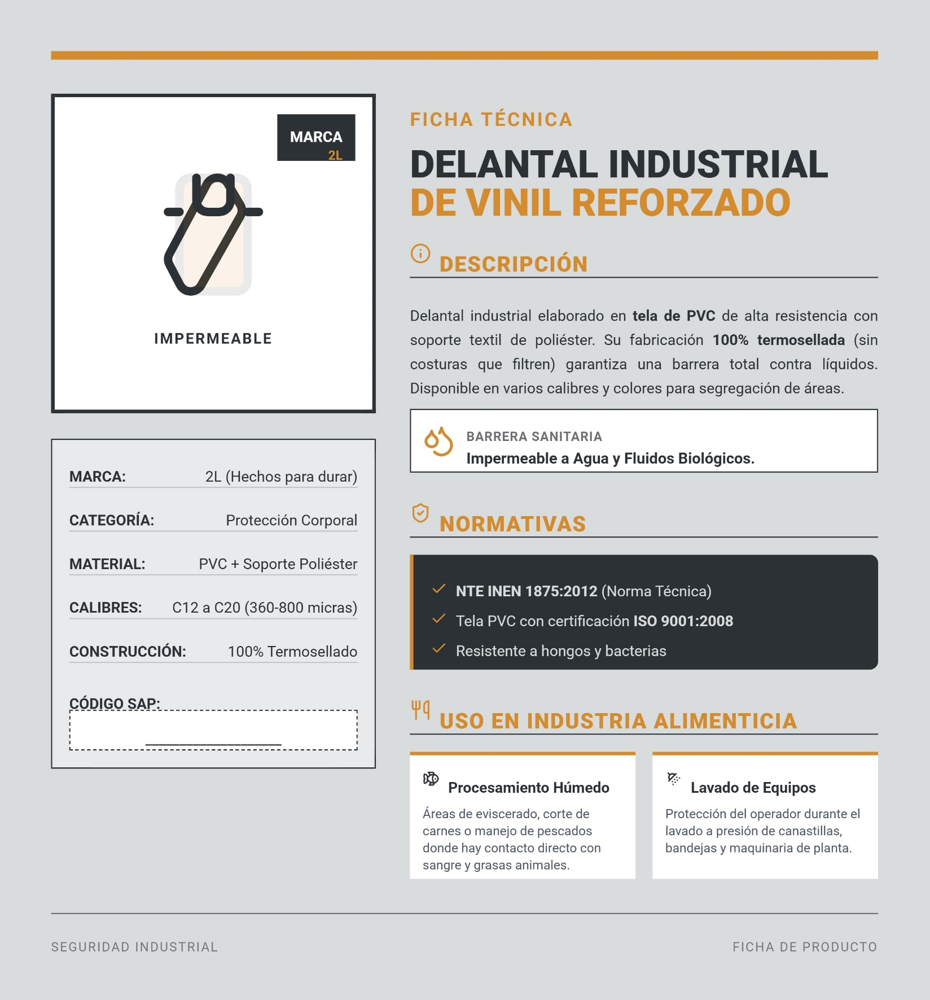 MARCA
2L
IMPERMEABLE
MARCA: 2L (Hechos para durar)
CATEGORÍA: Protección Corporal
MATERIAL: PVC + Soporte Poliéster
CALIBRES: C12 a C20 (360-800 micras)
CONSTRUCCIÓN: 100% Termosellado
CÓDIGO SAP:
____________________
FICHA TÉCNICA
DELANTAL INDUSTRIAL
DE VINIL REFORZADO
DESCRIPCIÓN
Delantal industrial elaborado en tela de PVC de alta resistencia con
soporte textil de poliéster. Su fabricación 100% termosellada (sin
costuras que filtren) garantiza una barrera total contra líquidos.
Disponible en varios calibres y colores para segregación de áreas.
BARRERA SANITARIA
Impermeable a Agua y Fluidos Biológicos.
NORMATIVAS
NTE INEN 1875:2012 (Norma Técnica)
Tela PVC con certificación ISO 9001:2008
Resistente a hongos y bacterias
USO EN INDUSTRIA ALIMENTICIA
Procesamiento Húmedo
Áreas de eviscerado, corte de
carnes o manejo de pescados
donde hay contacto directo con
sangre y grasas animales.
Lavado de Equipos
Protección del operador durante el
lavado a presión de canastillas,
bandejas y maquinaria de planta.
SEGURIDAD INDUSTRIAL
FICHA DE PRODUCTO